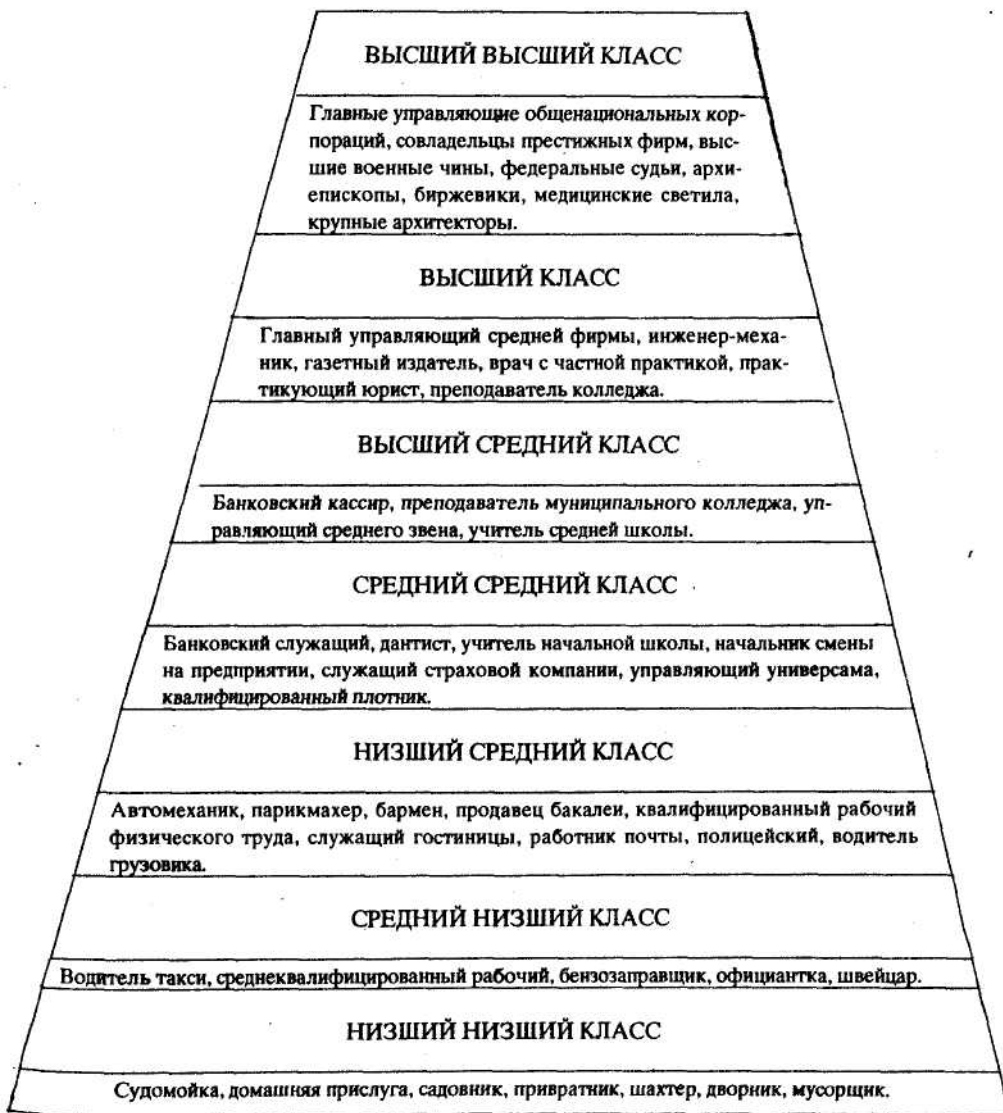 ВЫСШИЙ ВЫСШИЙ КЛАСС
Главные управляющие общенациональных кор-
пораций, совладельцы престижных фирм, выс-
шие военные чины, федеральные судьи, архи-
епископы, биржевики, медицинские светила,
крупные архитекторы.
ВЫСШИЙ КЛАСС
Главный управляющий средней фирмы, инженер-меха-
ник, газетный издатель, врач с частной практикой, прак-
тикующий юрист, преподаватель колледжа.
ВЫСШИЙ СРЕДНИЙ КЛАСС
Банковский кассир, преподаватель муниципального колледжа, уп-
равляющий среднего звена, учитель средней школы.
СРЕДНИЙ СРЕДНИЙ КЛАСС
Банковский служащий, дантист, учитель начальной школы, начальник смены
на предприятии, служащий страховой компании, управляющий универсама,
квалифицированный плотник.
НИЗШИЙ СРЕДНИЙ КЛАСС
Автомеханик, парикмахер, бармен, продавец бакалеи, квалифицированный рабочий
физического труда, служащий гостиницы, работник почты, полицейский, водитель
грузовика.
СРЕДНИЙ НИЗШИЙ КЛАСС
Водитель такси, среднеквалифицированный рабочий, бензозаправщик, официантка, швейцар.
НИЗШИЙ НИЗШИЙ КЛАСС
Судомойка, домашняя прислуга, садовник, привратник, шахтер, дворник, мусорщик.